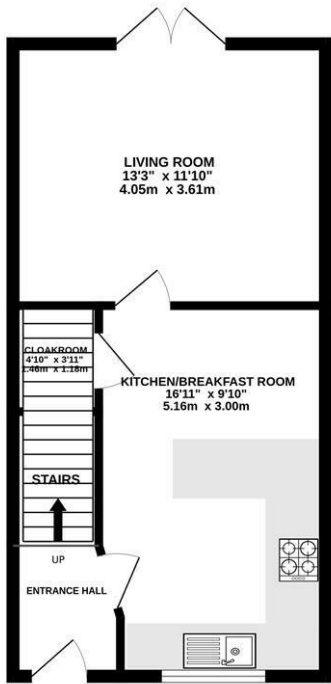 LIVING ROOM
13'3" x 11'10"
4.05m x 3.61m
CLOAKROOM
4'10" x 3'11"
1.46m x 1.18m
KITCHEN/BREAKFAST ROOM
16'11" x 9'10"
5.16m x 3.00m
STAIRS
UP
ENTRANCE HALL